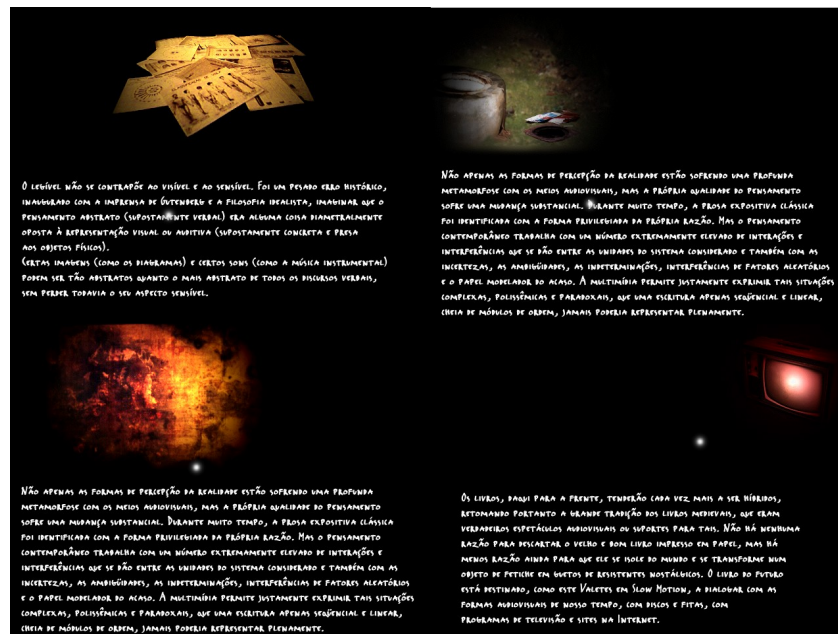 O legível não se contrapõe ao visível e ao sensível. Foi um pesado erro histórico,
inaugurado com a imprensa de Gutenberg e a filosofia idealista, imaginar que o
pensamento abstrato (supostamente verbal) era alguma coisa diametralmente
oposta à representação visual ou auditiva (supostamente concreta e presa
aos objetos físicos).
Certas imagens (como os diagramas) e certos sons (como a música instrumental)
podem ser tão abstratos quanto o mais abstrato de todos os discursos verbais,
sem perder todavia o seu aspecto sensível.
Não apenas as formas de percepção da realidade estão sofrendo uma profunda
metamorfose com os meios audiovisuais, mas a própria qualidade do pensamento
sofre uma mudança substancial. Durante muito tempo, a prosa expositiva clássica
foi identificada com a forma privilegiada da própria razão. Mas o pensamento
contemporâneo trabalha com um número extremamente elevado de interações e
interferências que se dão entre as unidades do sistema considerado e também com as
incertezas, as ambigüidades, as indeterminações, interferências de fatores aleatórios
e o papel modelador do acaso. A multimídia permite justamente exprimir tais situações
complexas, polissêmicas e paradoxais, que uma escritura apenas seqüencial e linear,
cheia de módulos de ordem, jamais poderia representar plenamente.
Não apenas as formas de percepção da realidade estão sofrendo uma profunda
metamorfose com os meios audiovisuais, mas a própria qualidade do pensamento
sofre uma mudança substancial. Durante muito tempo, a prosa expositiva clássica
foi identificada com a forma privilegiada da própria razão. Mas o pensamento
contemporâneo trabalha com um número extremamente elevado de interações e
interferências que se dão entre as unidades do sistema considerado e também com as
incertezas, as ambigüidades, as indeterminações, interferências de fatores aleatórios
e o papel modelador do acaso. A multimídia permite justamente exprimir tais situações
complexas, polissêmicas e paradoxais, que uma escritura apenas seqüencial e linear,
cheia de módulos de ordem, jamais poderia representar plenamente.
Os livros, daqui para a frente, tenderão cada vez mais a ser híbridos,
retomando portanto a grande tradição dos livros medievais, que eram
verdadeiros espetáculos audiovisuais ou suportes para tais. Não há nenhuma
razão para descartar o velho e bom livro impresso em papel, mas há
menos razão ainda para que ele se isole do mundo e se transforme num
objeto de fetiche em guetos de resistentes nostálgicos. O livro do futuro
está destinado, como este Valetes em Slow Motion, a dialogar com as
formas audiovisuais de nosso tempo, com discos e fitas, com
programas de televisão e sites na Internet.